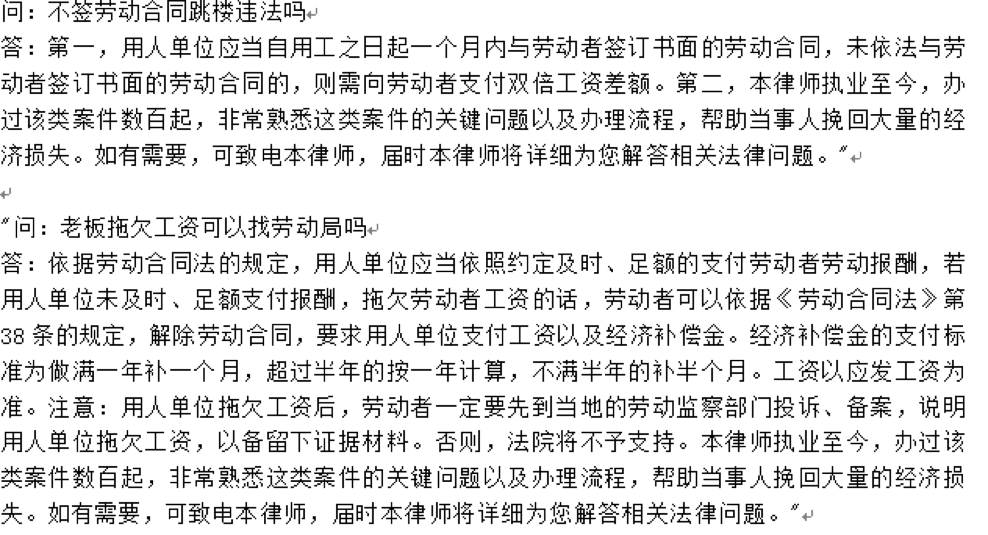 问：不签劳动合同跳楼违法吗
答：第一，用人单位应当自用工之日起一个月内与劳动者签订书面的劳动合同，未依法与劳
动者签订书面的劳动合同的，则需向劳动者支付双倍工资差额。第二，本律师执业至今，办
过该类案件数百起，非常熟悉这类案件的关键问题以及办理流程，帮助当事人挽回大量的经
济损失。如有需要，可致电本律师，届时本律师将详细为您解答相关法律问题。"
"问：老板拖欠工资可以找劳动局吗
答：依据劳动合同法的规定，用人单位应当依照约定及时、足额的支付劳动者劳动报酬，若
用人单位未及时、足额支付报酬，拖欠劳动者工资的话，劳动者可以依据《劳动合同法》第
38 条的规定，解除劳动合同，要求用人单位支付工资以及经济补偿金。经济补偿金的支付标
准为做满一年补一个月，超过半年的按一年计算，不满半年的补半个月。工资以应发工资为
准。注意：用人单位拖欠工资后，劳动者一定要先到当地的劳动监察部门投诉、备案，说明
用人单位拖欠工资，以备留下证据材料。否则，法院将不予支持。本律师执业至今，办过该
类案件数百起，非常熟悉这类案件的关键问题以及办理流程，帮助当事人挽回大量的经济损
失。如有需要，可致电本律师，届时本律师将详细为您解答相关法律问题。"